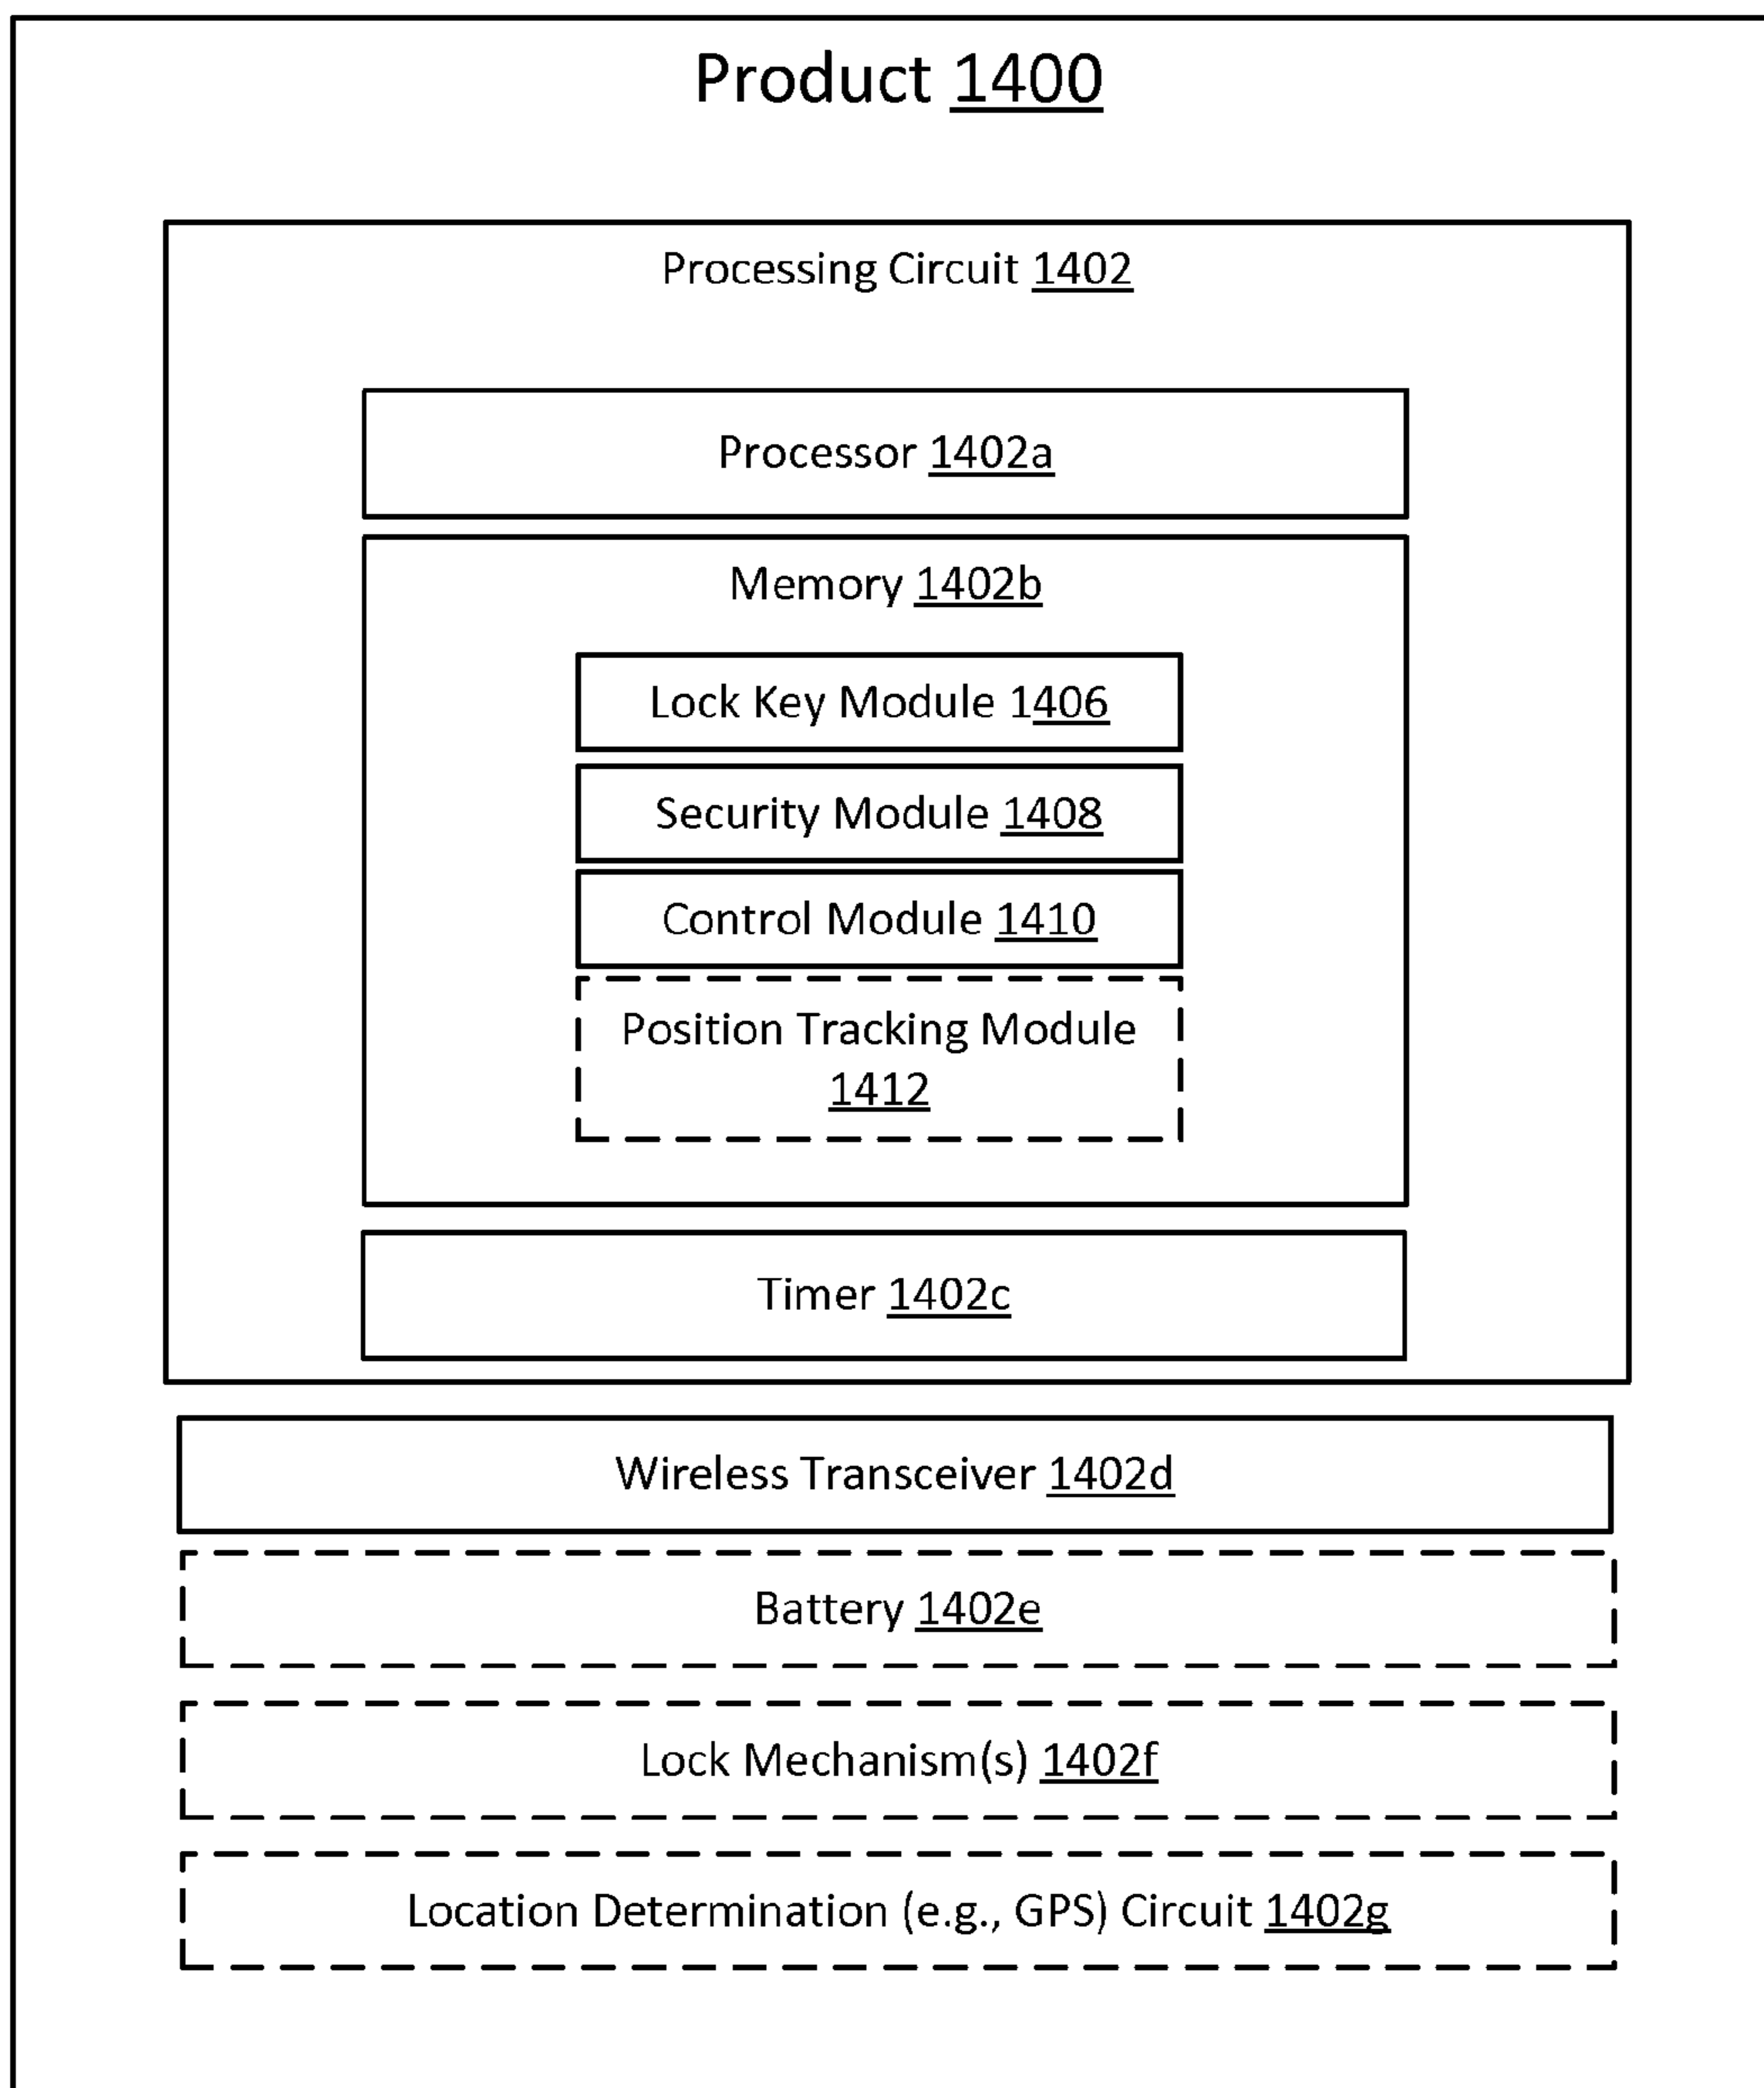 Product 1400
Processing Circuit 1402
Processor 1402a
Memory 1402b
Lock Key Module 1406
Security Module 1408
Control Module 1410
Position Tracking Module
1412
Timer 1402c
Wireless Transceiver 1402d
Battery 1402e
Lock Mechanism(s) 1402f
Location Determination (e.g., GPS) Circuit 1402g